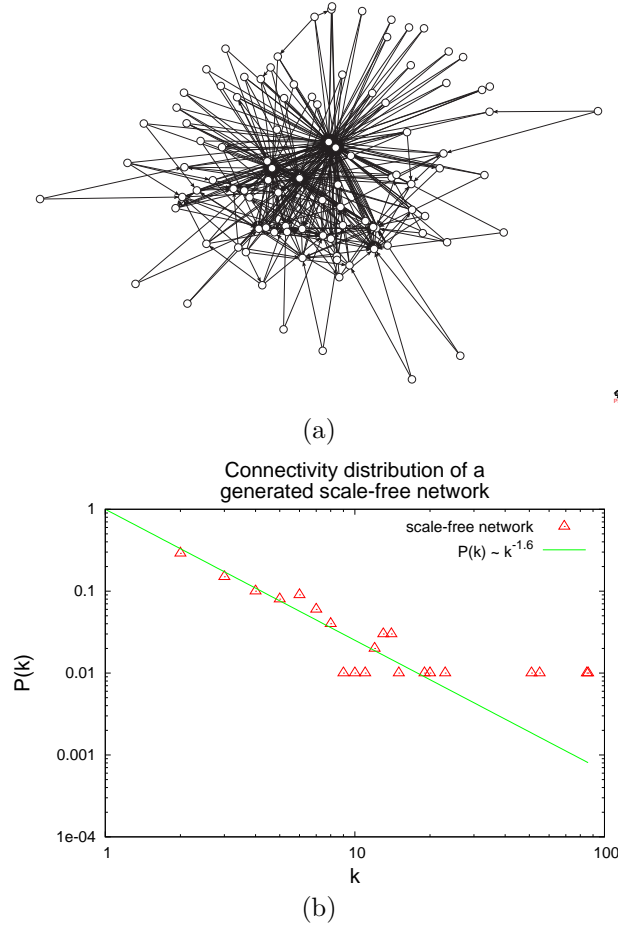 (a)
Connectivity distribution of a
generated scale-free network
1
0.1
0.01
0.001
1e-04
P(k)
scale-free network
P(k) ~ k^-1.6
1
10
100
k
(b)